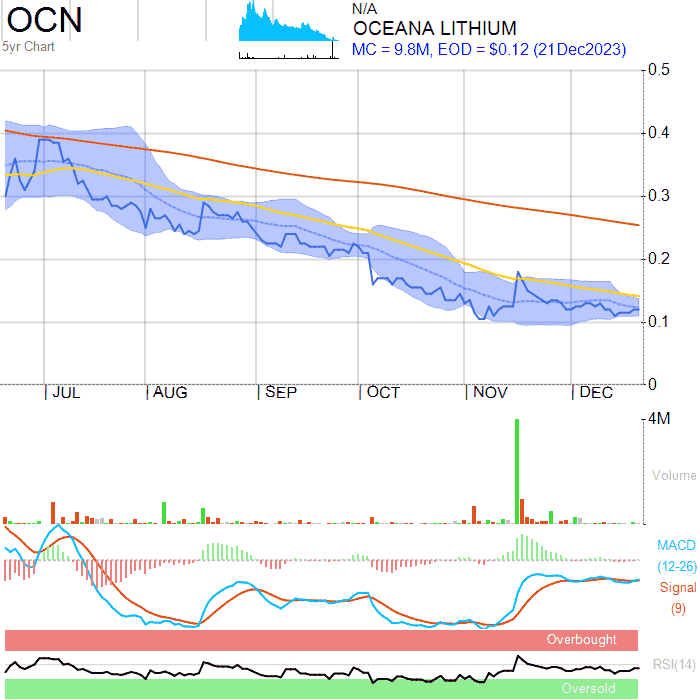 OCN
5yr Chart
N/A
OCEANA LITHIUM
MC = 9.8M, EOD = $0.12 (21Dec2023)
0.5
0.4
0.3
0.2
0.1
0
JUL AUG SEP OCT NOV DEC
4M
Volume
MACD
(12-26)
Signal
(9)
Overbought
RSI(14)
Oversold